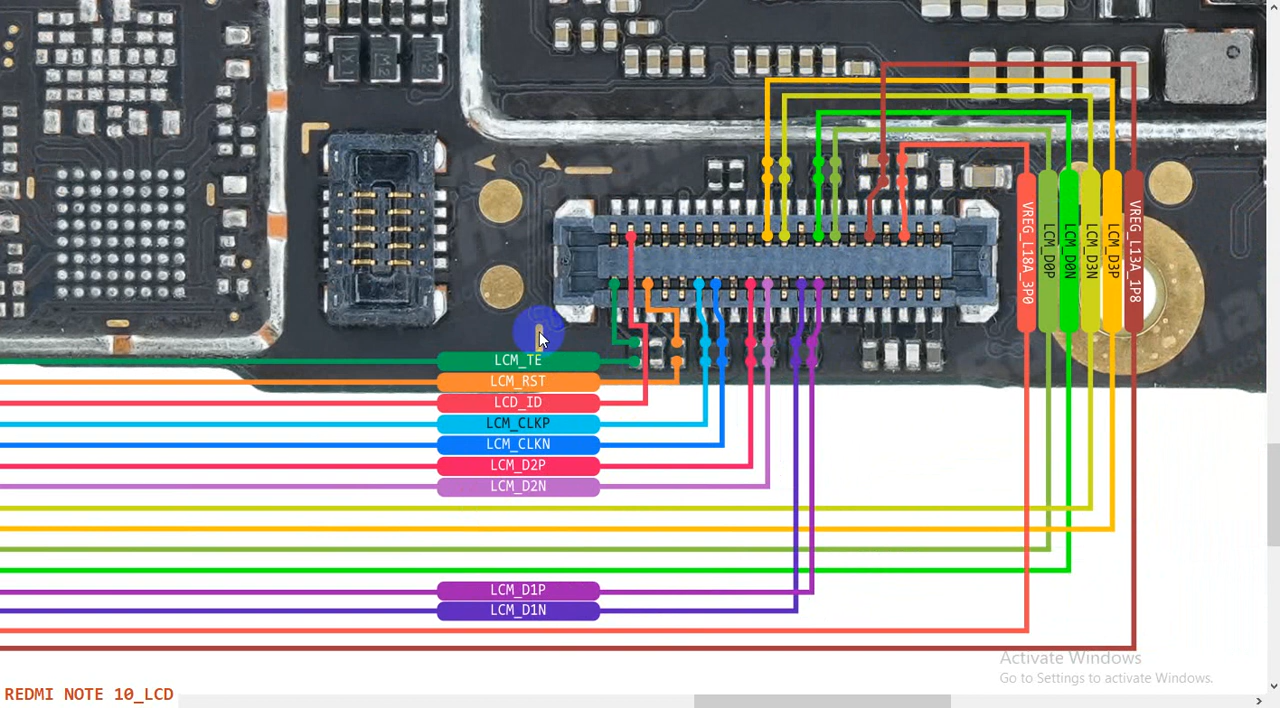 VREG_L18A_3P0
LCM_D0P
LCM_D0N
LCM_D3N
LCM_D3P
VREG_L13A_1P8
LCM_TE
LCM_RST
LCD_ID
LCM_CLKP
LCM_CLKN
LCM_D2P
LCM_D2N
LCM_D1P
LCM_D1N
Activate Windows
Go to Settings to activate Windows.
REDMI NOTE 10_LCD